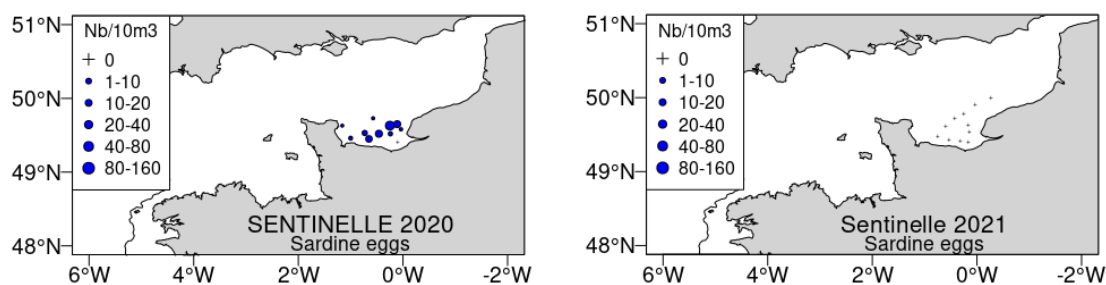 51°N
50°N
49°N
48°N
Nb/10m3
0
1-10
10-20
20-40
40-80
80-160
SENTINELLE 2020
Sardine eggs
6°W 4°W 2°W 0°W -2°W
51°N
50°N
49°N
48°N
Nb/10m3
0
1-10
10-20
20-40
40-80
80-160
Sentinelle 2021
Sardine eggs
6°W 4°W 2°W 0°W -2°W